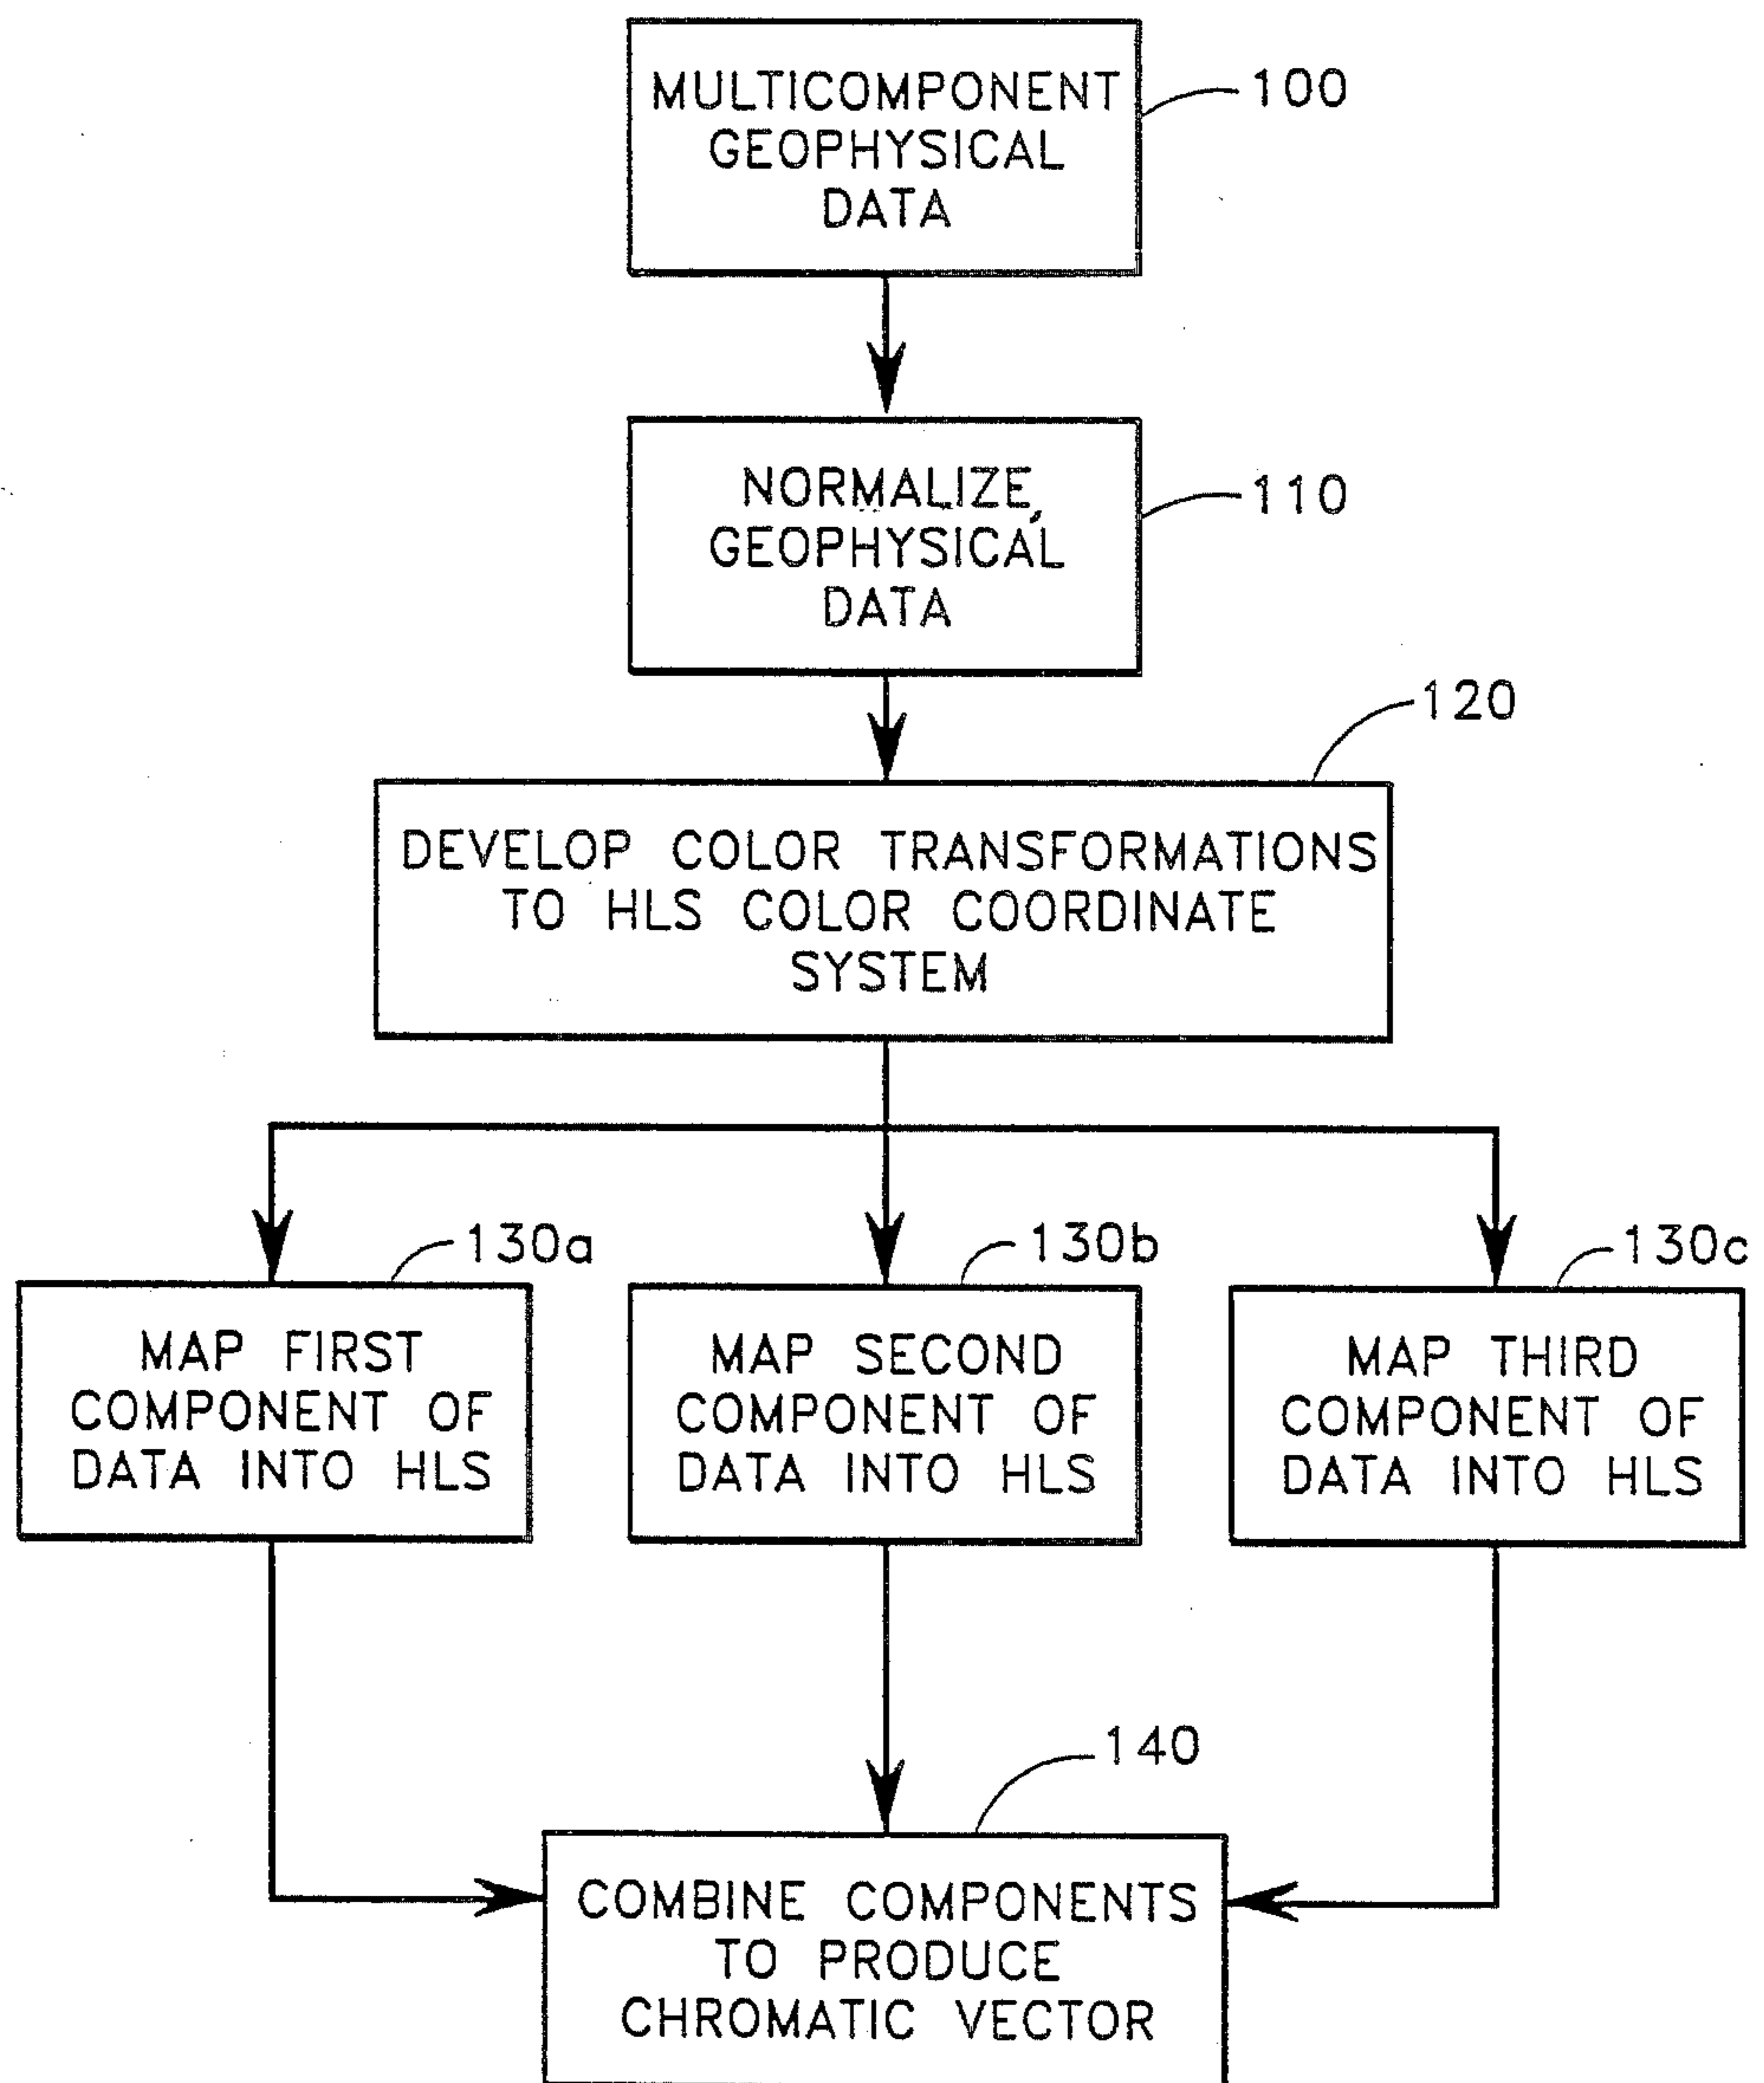 MULTICOMPONENT
GEOPHYSICAL
DATA
100
NORMALIZE
GEOPHYSICAL
DATA
110
120
DEVELOP COLOR TRANSFORMATIONS
TO HLS COLOR COORDINATE
SYSTEM
130a
MAP FIRST
COMPONENT OF
DATA INTO HLS
130b
MAP SECOND
COMPONENT OF
DATA INTO HLS
130c
MAP THIRD
COMPONENT OF
DATA INTO HLS
140
COMBINE COMPONENTS
TO PRODUCE
CHROMATIC VECTOR